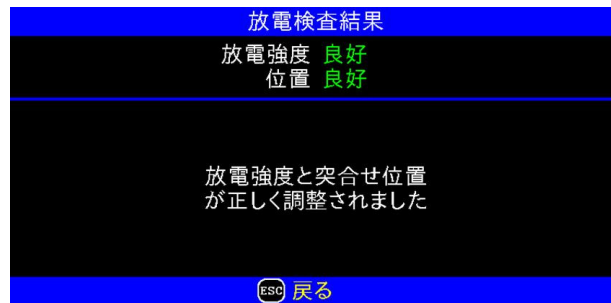 放電検査結果
放電強度 良好
位置 良好
放電強度と突合せ位置
が正しく調整されました
ESC 戻る